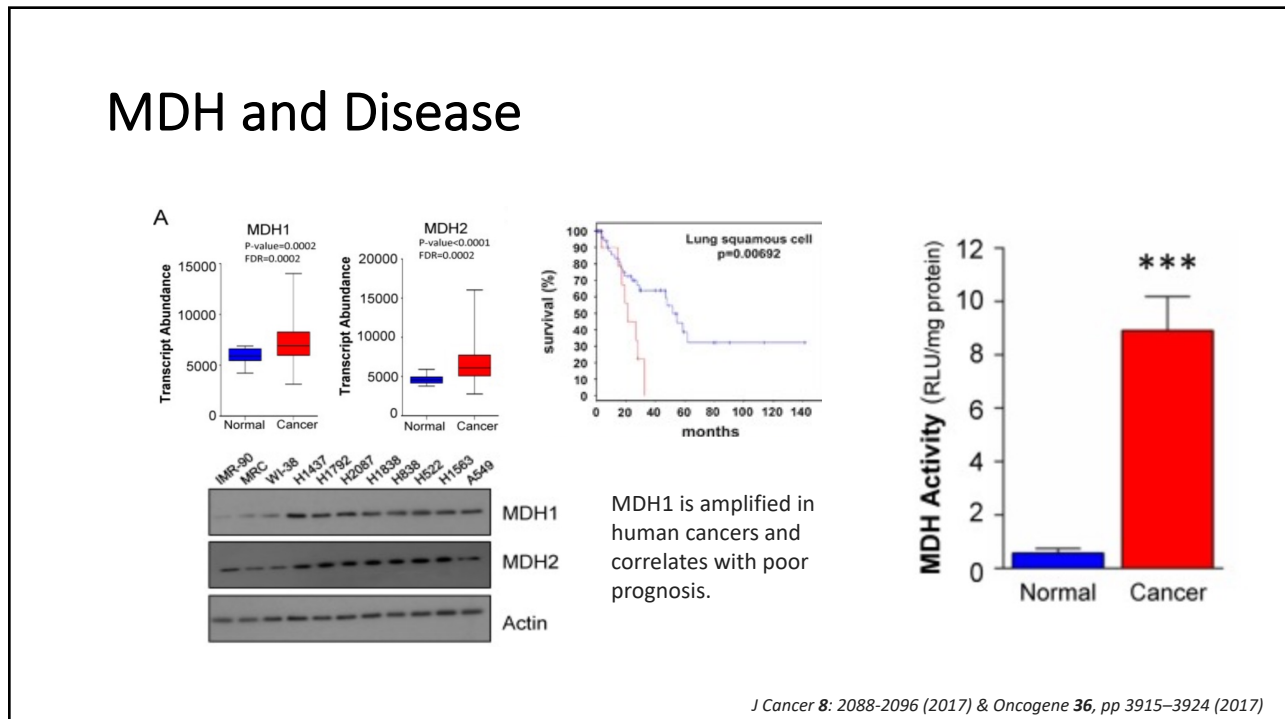 MDH and Disease
A
MDH1
P-value=0.0002
FDR=0.0002
Transcript Abundance
15000
10000
5000
0
Normal Cancer
MDH2
P-value<0.0001
FDR=0.0002
Transcript Abundance
20000
15000
10000
5000
0
Normal Cancer
Lung squamous cell
p=0.00692
survival (%)
100
90
80
70
60
50
40
30
20
10
0
0 20 40 60 80 100 120 140
months
IMR-90 MRC WI-38 H1437 H1792 H2087 H1838 H838 H522 H1563 A549
MDH1
MDH2
Actin
MDH1 is amplified in
human cancers and
correlates with poor
prognosis.
MDH Activity (RLU/mg protein)
12
10
8
6
4
2
0
***
Normal Cancer
J Cancer 8: 2088-2096 (2017) & Oncogene 36, pp 3915–3924 (2017)